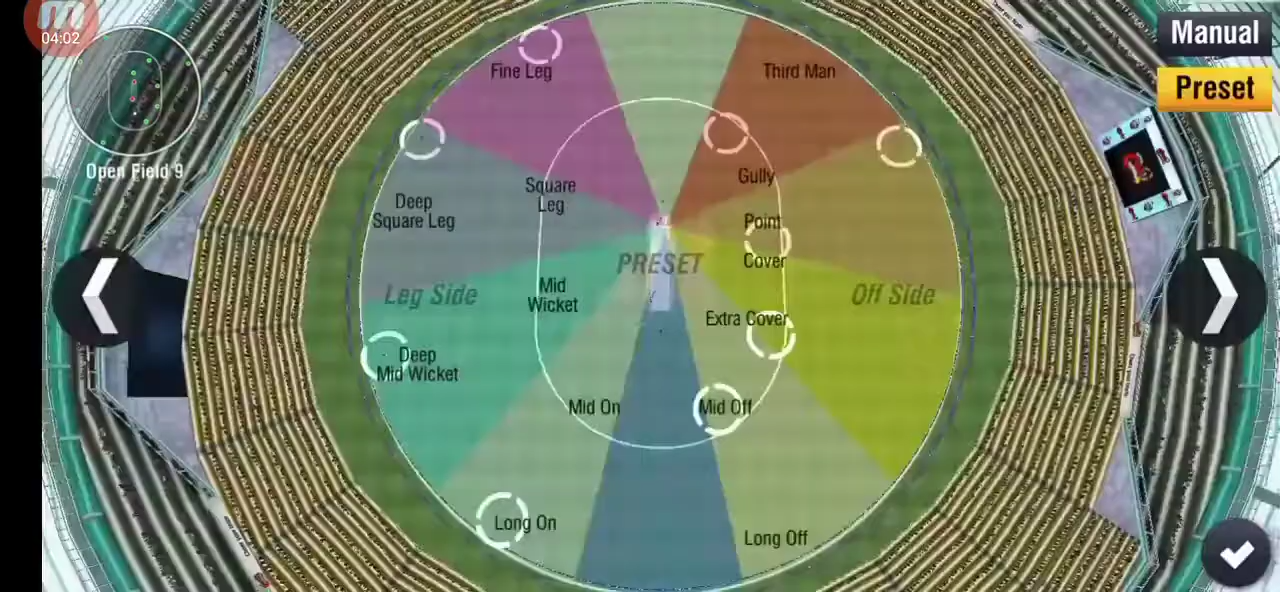 04:02
Manual
Preset
Open Field 9
Fine Leg
Third Man
Gully
Square
Leg
Deep
Square Leg
Point
Cover
PRESET
Leg Side
Off Side
Mid
Wicket
Extra Cover
Deep
Mid Wicket
Mid On
Mid Off
Long On
Long Off